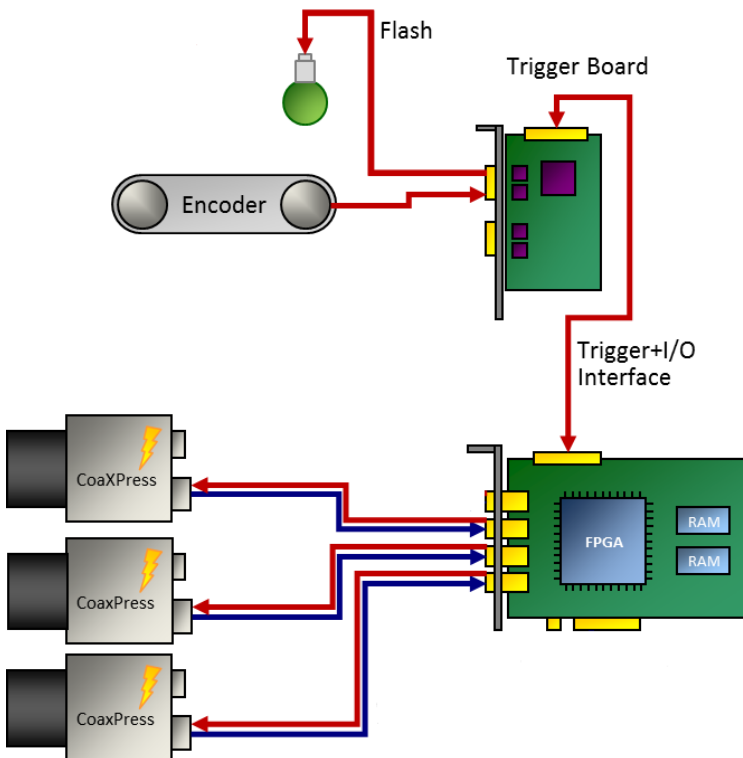 Flash
Trigger Board
Encoder
Trigger+I/O
Interface
CoaXPress
FPGA
RAM
RAM
CoaxPress
CoaxPress